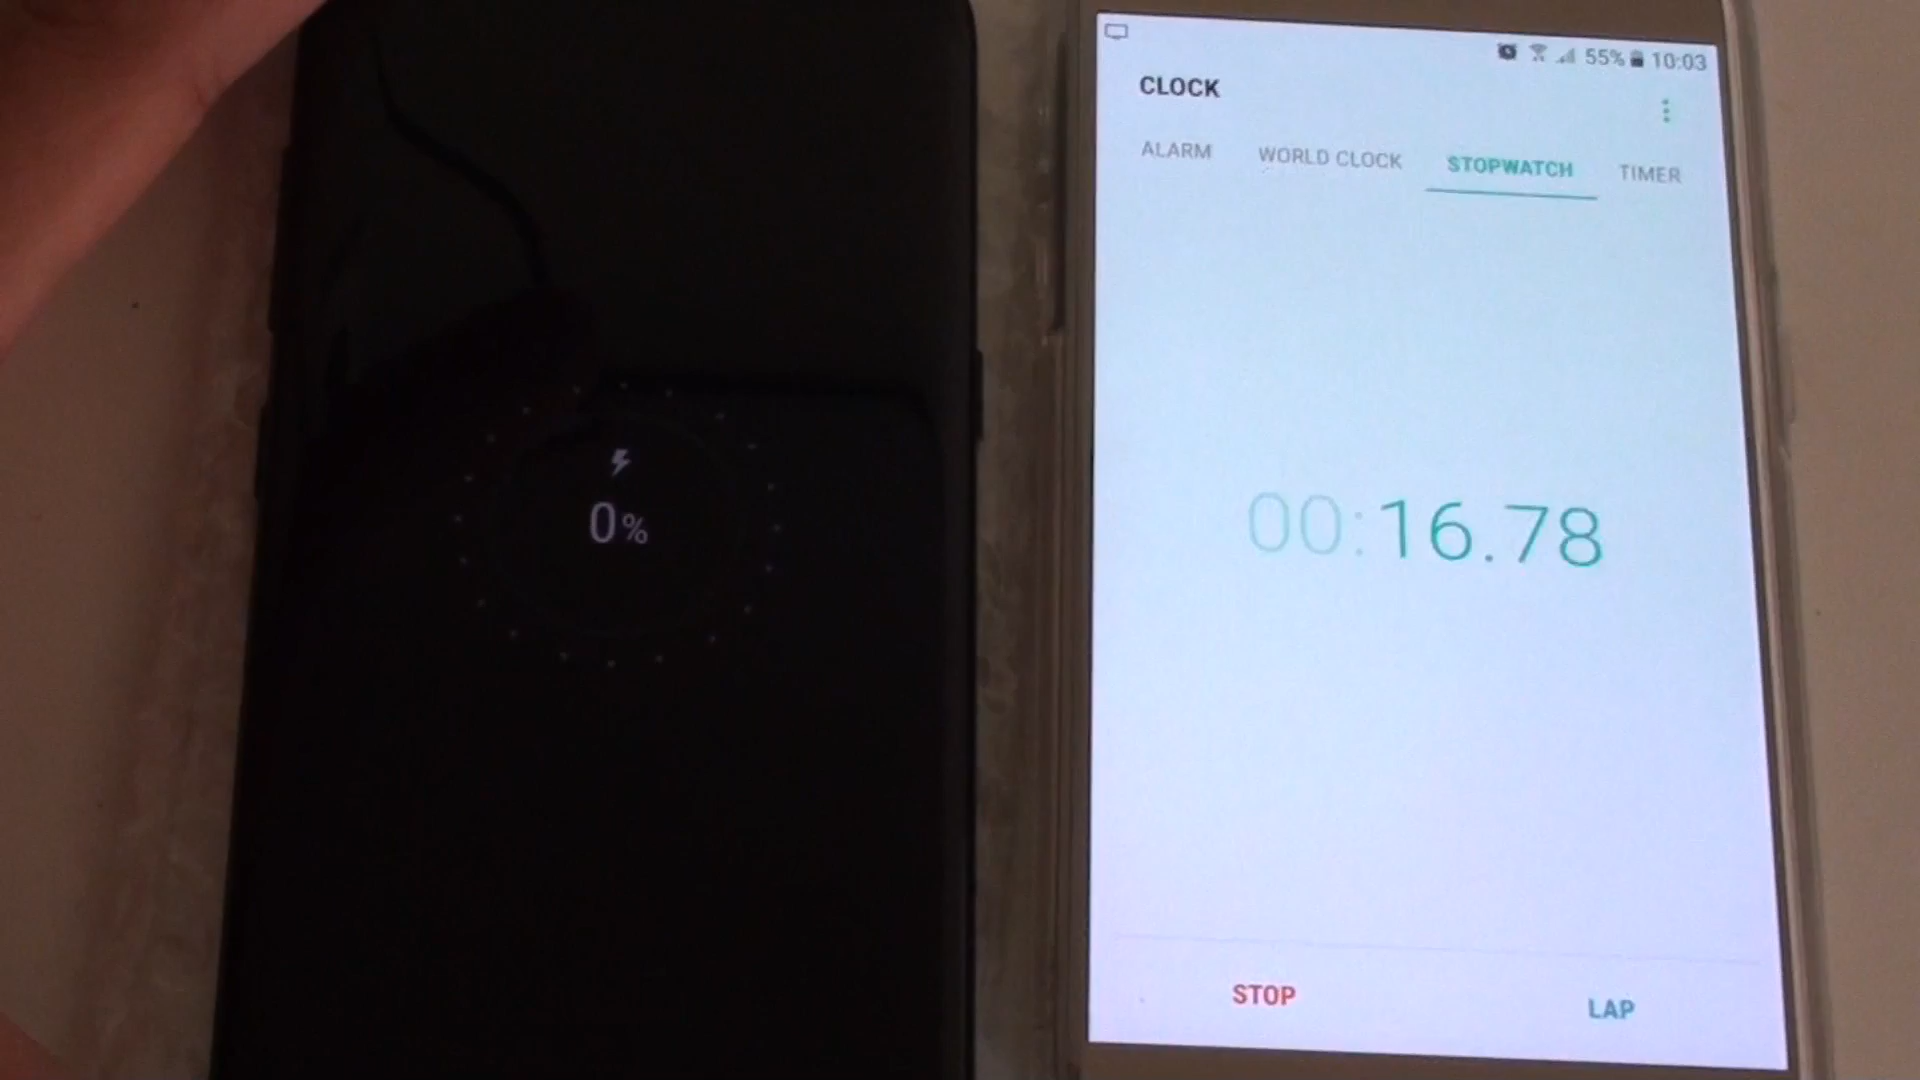 0%
55% 10:03
CLOCK
ALARM WORLD CLOCK STOPWATCH TIMER
00:16.78
STOP LAP